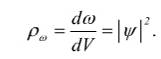 ρ_ω = dω/dV = |ψ|².